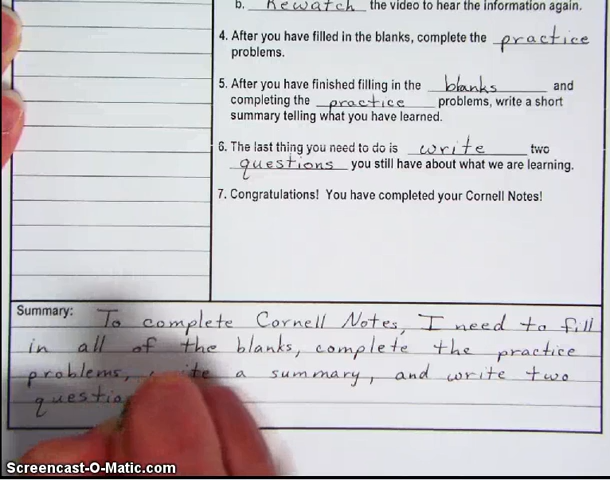 b. Rewatch the video to hear the information again.
4. After you have filled in the blanks, complete the practice
problems.
5. After you have finished filling in the blanks and
completing the practice problems, write a short
summary telling what you have learned.
6. The last thing you need to do is write two
questions you still have about what we are learning.
7. Congratulations! You have completed your Cornell Notes!
Summary: To complete Cornell Notes, I need to fill
in all of the blanks, complete the practice
problems, a summary, and write two
Screencast-O-Matic.com